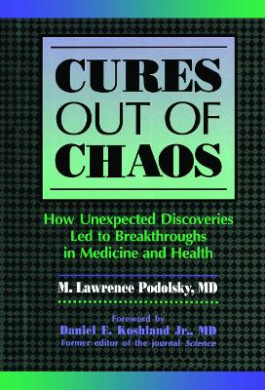 CURES
OUT OF
CHAOS
How Unexpected Discoveries
Led to Breakthroughs
in Medicine and Health
M. Lawrence Podolsky, MD
Foreword by
Daniel E. Koshland Jr., MD
Former editor of the journal Science